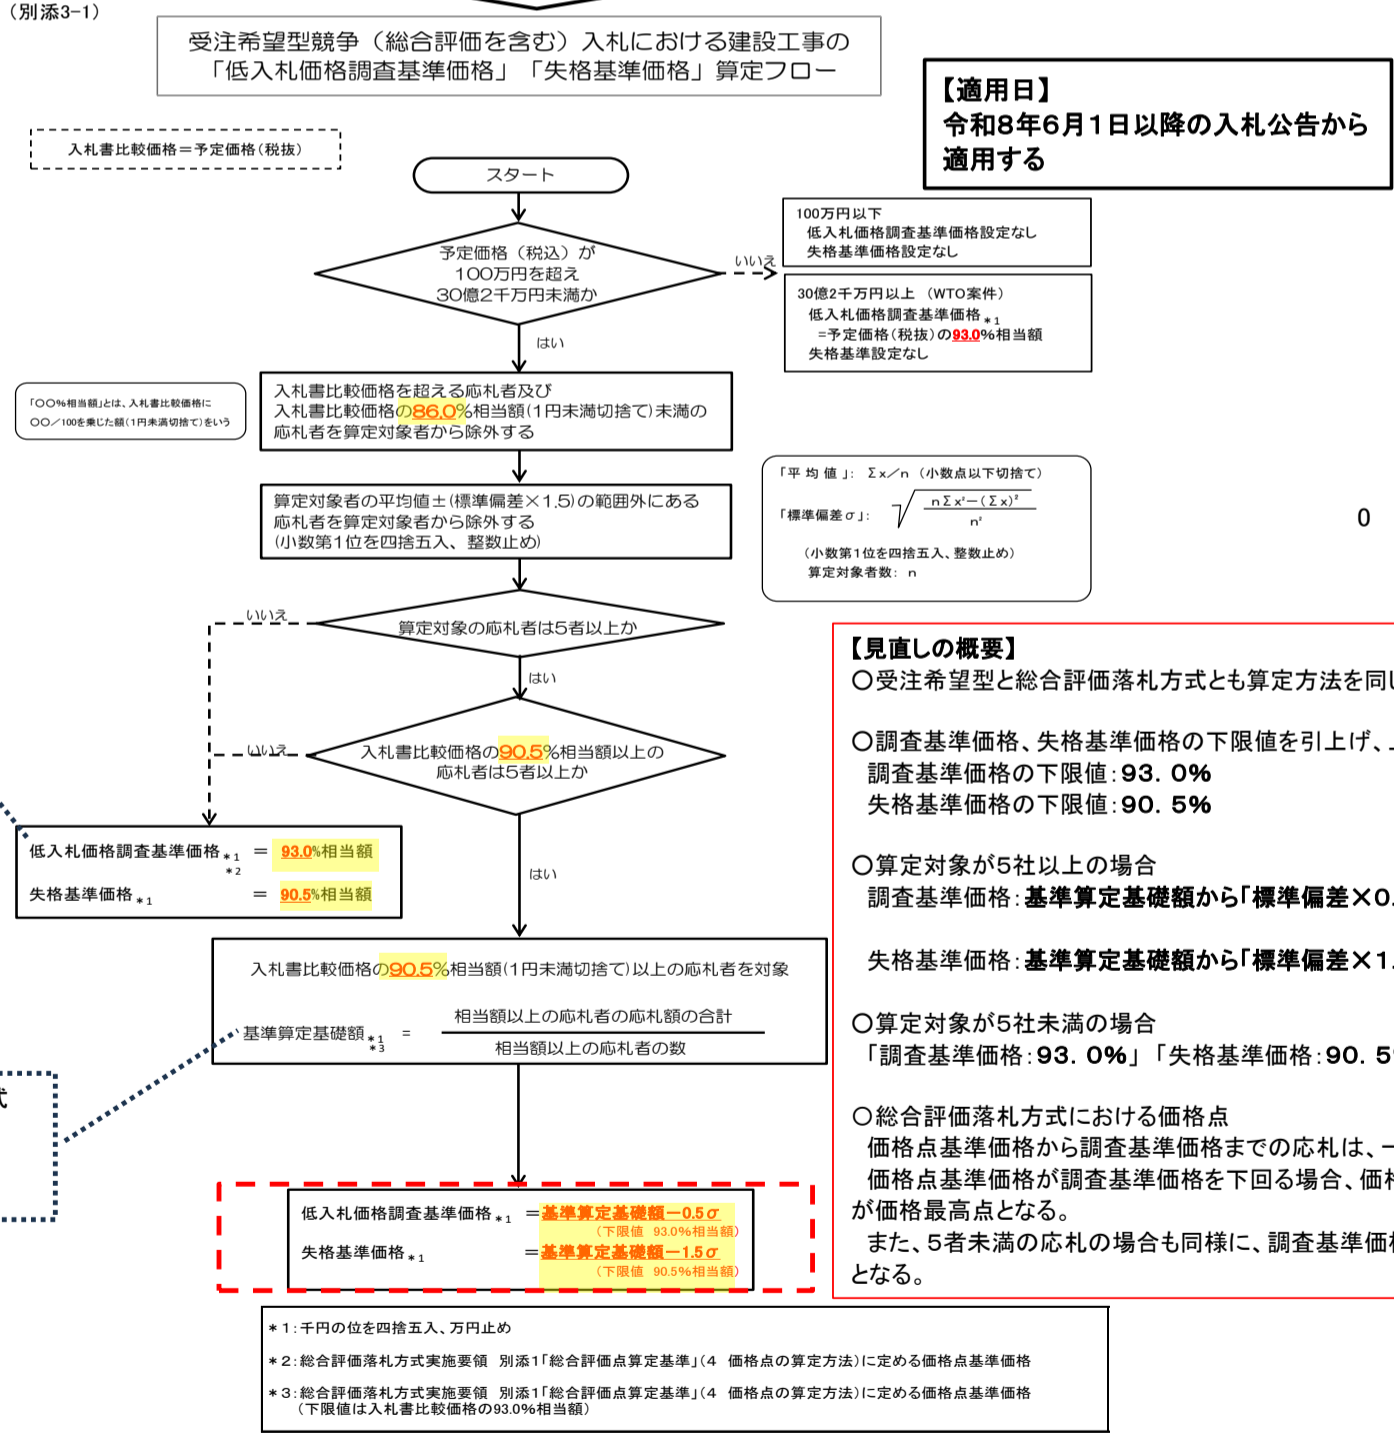 （別添3-1）
受注希望型競争（総合評価を含む）入札における建設工事の
「低入札価格調査基準価格」「失格基準価格」算定フロー
【適用日】
令和8年6月1日以降の入札公告から
適用する
入札書比較価格＝予定価格（税抜）
スタート
予定価格（税込）が
100万円を超え
30億2千万円未満か
いいえ
100万円以下
低入札価格調査基準価格設定なし
失格基準価格設定なし
30億2千万円以上　（WTO案件）
低入札価格調査基準価格＊1
=予定価格（税抜）の93.0%相当額
失格基準設定なし
はい
「〇〇%相当額」とは、入札書比較価格に
〇〇／100を乗じた額（1円未満切捨て）をいう
入札書比較価格を超える応札者及び
入札書比較価格の86.0%相当額(1円未満切捨て)未満の
応札者を算定対象者から除外する
算定対象者の平均値±(標準偏差×1.5)の範囲外にある
応札者を算定対象者から除外する
(小数第1位を四捨五入、整数止め)
「平均値」：　Σx／n　（小数点以下切捨て）
「標準偏差σ」：　√ nΣx²－（Σx）²
n²
（小数第1位を四捨五入、整数止め）
算定対象者数：　n
0
いいえ
算定対象の応札者は5者以上か
はい
いいえ
入札書比較価格の90.5%相当額以上の
応札者は5者以上か
はい
低入札価格調査基準価格＊1　＝　93.0%相当額
＊2
失格基準価格＊1　＝　90.5%相当額
入札書比較価格の90.5%相当額(1円未満切捨て)以上の応札者を対象
基準算定基礎額＊1　＝　相当額以上の応札者の応札額の合計
＊3
相当額以上の応札者の数
式
低入札価格調査基準価格＊1　＝基準算定基礎額－0.5σ
（下限値　93.0%相当額）
失格基準価格＊1　＝基準算定基礎額－1.5σ
（下限値　90.5%相当額）
【見直しの概要】
〇受注希望型と総合評価落札方式とも算定方法を同じ
〇調査基準価格、失格基準価格の下限値を引上げ、
調査基準価格の下限値：93．0%
失格基準価格の下限値：90．5%
〇算定対象が5社以上の場合
調査基準価格：基準算定基礎額から「標準偏差×0.
失格基準価格：基準算定基礎額から「標準偏差×1.
〇算定対象が5社未満の場合
「調査基準価格：93．0%」「失格基準価格：90．5%
〇総合評価落札方式における価格点
価格点基準価格から調査基準価格までの応札は、一
価格点基準価格が調査基準価格を下回る場合、価格
が価格最高点となる。
また、5者未満の応札の場合も同様に、調査基準価格
となる。
＊1：千円の位を四捨五入、万円止め
＊2：総合評価落札方式実施要領　別添1「総合評価点算定基準」（4　価格点の算定方法）に定める価格点基準価格
＊3：総合評価落札方式実施要領　別添1「総合評価点算定基準」（4　価格点の算定方法）に定める価格点基準価格
（下限値は入札書比較価格の93.0%相当額）